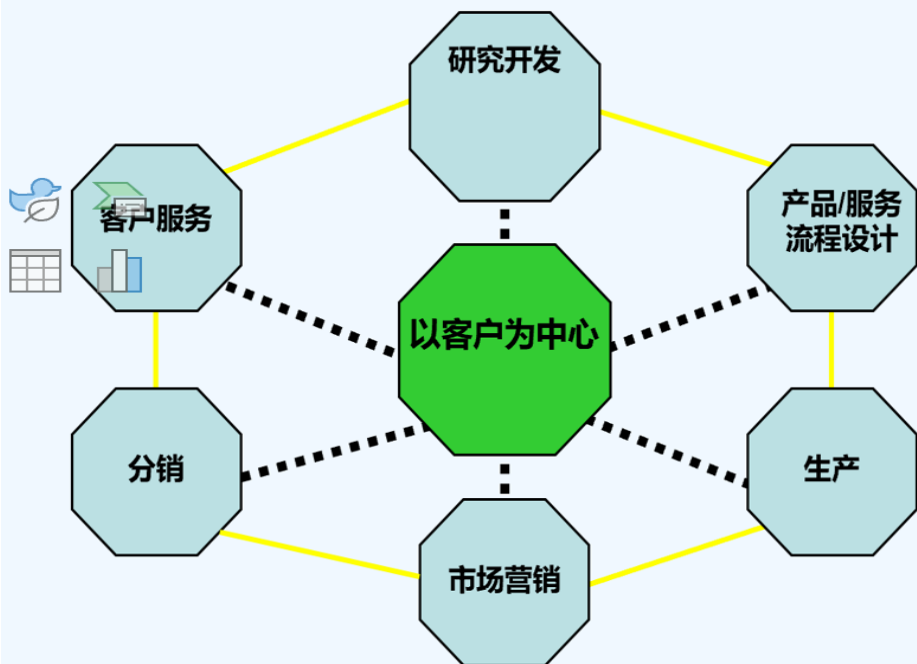 研究开发
客户服务
产品/服务
流程设计
以客户为中心
分销
生产
市场营销